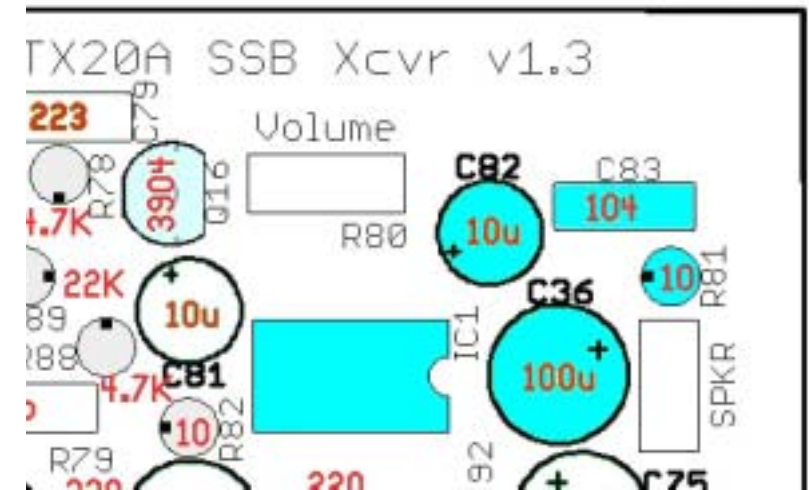 TX20A SSB Xcvr v1.3
223
C79
Volume
R78
3904
Q16
C82
C83
104
4.7K
R80
10u
10
R81
22K
C36
10u
89
IC1
R88
100u
SPKR
4.7K
C81
10
R82
R79
92
C75
220